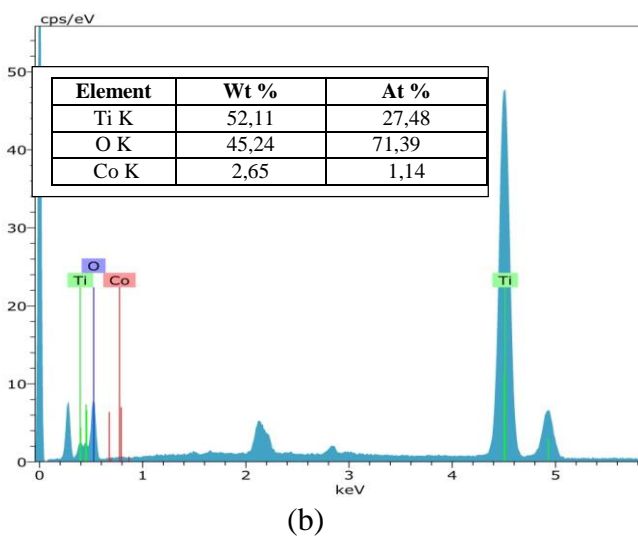 cps/eV
50
Element Wt % At %
Ti K 52,11 27,48
O K 45,24 71,39
Co K 2,65 1,14
40
30
O
Ti Co Ti
20
10
0
0 1 2 3 4 5
keV
(b)